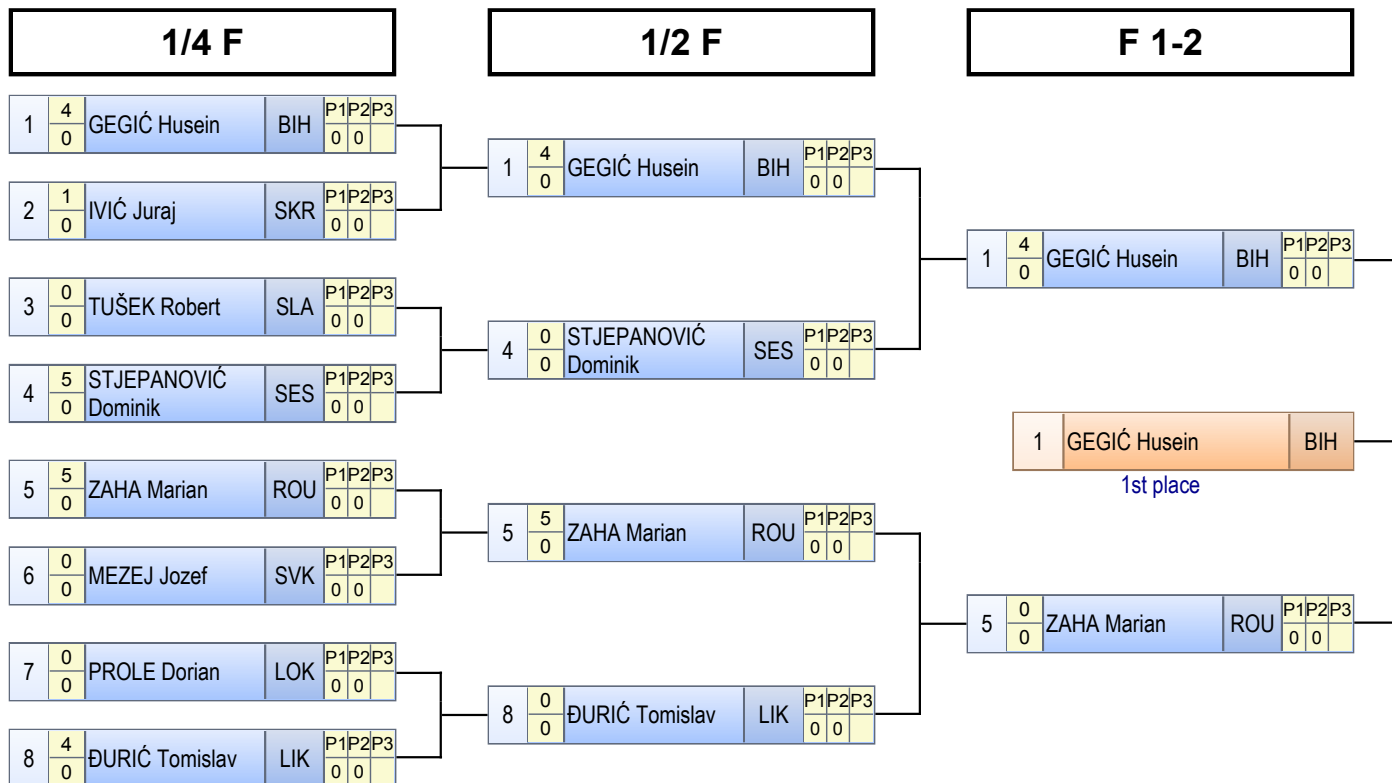 1/4 F
1/2 F
F 1-2
1 4 GEGIĆ Husein BIH P1 P2 P3
0 0 0
2 1 IVIĆ Juraj SKR P1 P2 P3
0 0 0
3 0 TUŠEK Robert SLA P1 P2 P3
0 0 0
4 5 STJEPANOVIĆ SES P1 P2 P3
0 Dominik 0 0
5 5 ZAHA Marian ROU P1 P2 P3
0 0 0
6 0 MEZEJ Jozef SVK P1 P2 P3
0 0 0
7 0 PROLE Dorian LOK P1 P2 P3
0 0 0
8 4 ĐURIĆ Tomislav LIK P1 P2 P3
0 0 0
1 4 GEGIĆ Husein BIH P1 P2 P3
0 0 0
4 0 STJEPANOVIĆ SES P1 P2 P3
0 Dominik 0 0
5 5 ZAHA Marian ROU P1 P2 P3
0 0 0
8 0 ĐURIĆ Tomislav LIK P1 P2 P3
0 0 0
1 4 GEGIĆ Husein BIH P1 P2 P3
0 0 0
1 GEGIĆ Husein BIH
1st place
5 0 ZAHA Marian ROU P1 P2 P3
0 0 0